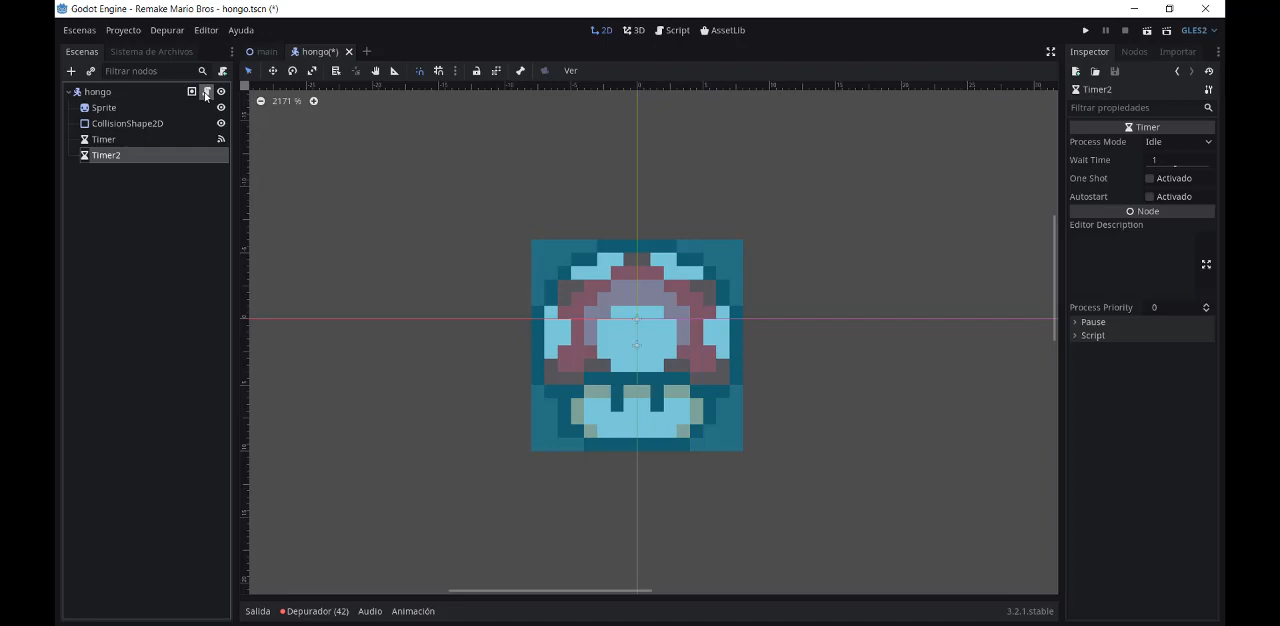 Godot Engine - Remake Mario Bros - hongo.tscn (*)
Escenas Proyecto Depurar Editor Ayuda
2D 3D Script AssetLib
GLES2
Escenas Sistema de Archivos
main hongo(*)
Inspector Nodos Importar
Filtrar nodos
Ver
hongo
Sprite
CollisionShape2D
Timer
Timer2
2171 %
Timer2
Filtrar propiedades
Timer
Process Mode Idle
Wait Time 1
One Shot Activado
Autostart Activado
Node
Editor Description
Process Priority 0
Pause
Script
Salida Depurador (42) Audio Animación
3.2.1.stable